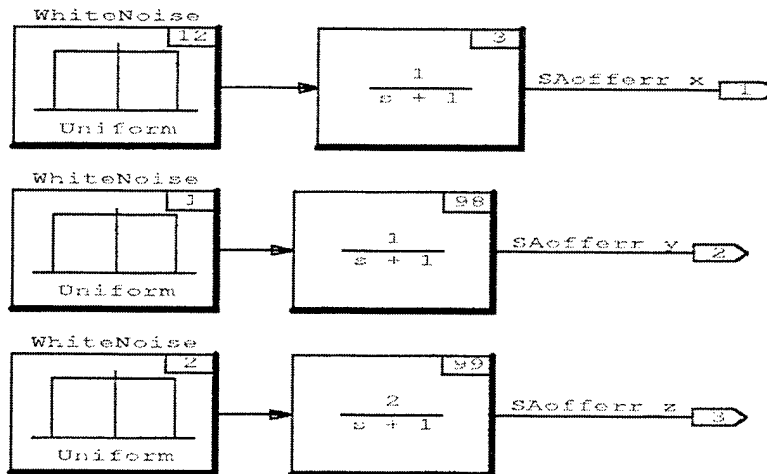 WhiteNoise
12
3
1
s + 1
SAofferr x
1
Uniform
WhiteNoise
1
98
1
s + 1
SAofferr y
2
Uniform
WhiteNoise
2
99
2
s + 1
SAofferr z
3
Uniform